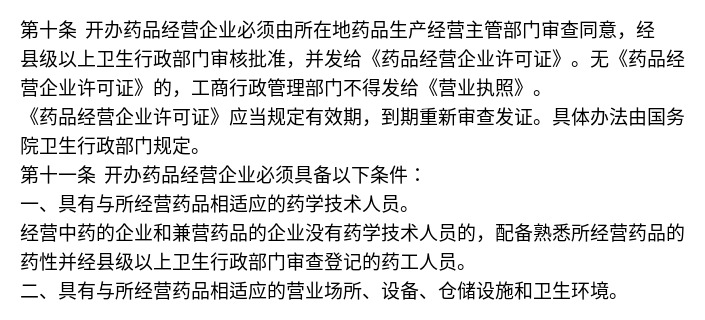 第十条 开办药品经营企业必须由所在地药品生产经营主管部门审查同意，经
县级以上卫生行政部门审核批准，并发给《药品经营企业许可证》。无《药品经
营企业许可证》的，工商行政管理部门不得发给《营业执照》。
《药品经营企业许可证》应当规定有效期，到期重新审查发证。具体办法由国务
院卫生行政部门规定。
第十一条 开办药品经营企业必须具备以下条件：
一、具有与所经营药品相适应的药学技术人员。
经营中药的企业和兼营药品的企业没有药学技术人员的，配备熟悉所经营药品的
药性并经县级以上卫生行政部门审查登记的药工人员。
二、具有与所经营药品相适应的营业场所、设备、仓储设施和卫生环境。